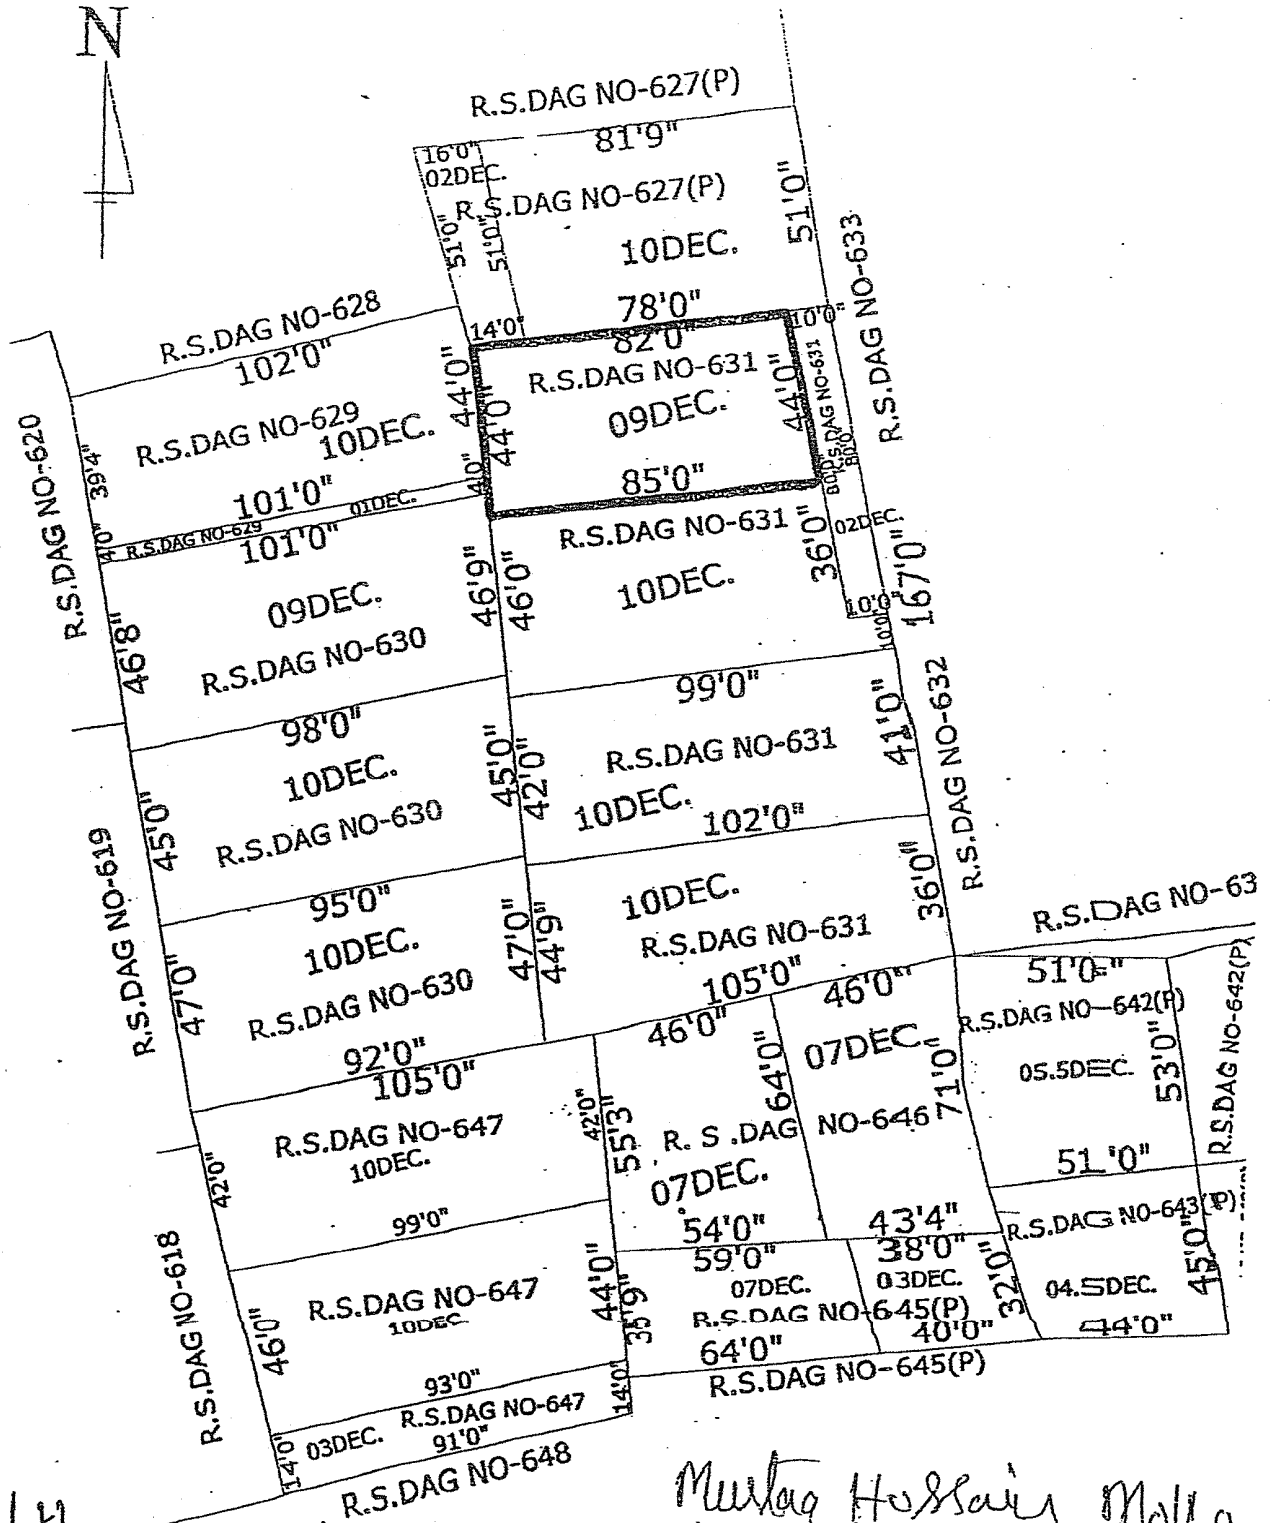 N
R.S.DAG NO-627(P)
81'9"
16'0"
02DEC.
R.S.DAG NO-627(P)
51'0"
51'0"
51'0"
10DEC.
R.S.DAG NO-633
78'0"
14'0"
10'0"
R.S.DAG NO-628
102'0"
82'0"
R.S.DAG NO-631
09DEC.
44'0"
44'0"
44'0"
R.S.DAG NO-631
85'0"
R.S.DAG NO-620
R.S.DAG NO-629
10DEC.
39'4"
101'0"
01DEC.
4'0"
4'0"
R.S.DAG NO-629
101'0"
R.S.DAG NO-631
10DEC.
36'0"
02DEC.
167'0"
10'0"
10'0"
09DEC.
46'9"
46'0"
46'8"
R.S.DAG NO-630
99'0"
98'0"
10DEC.
R.S.DAG NO-630
45'0"
45'0"
42'0"
R.S.DAG NO-631
10DEC.
41'0"
R.S.DAG NO-632
102'0"
R.S.DAG NO-619
95'0"
10DEC.
R.S.DAG NO-630
47'0"
47'0"
44'9"
10DEC.
R.S.DAG NO-631
36'0"
105'0"
R.S.DAG NO-63
92'0"
105'0"
46'0"
46'0"
51'0"
R.S.DAG NO-642(P)
R.S.DAG NO-642(P)
05.5DEC.
53'0"
51'0"
R.S.DAG NO-647
10DEC.
42'0"
42'0"
55'3"
64'0"
07DEC.
71'0"
R. S .DAG NO-646
07DEC.
54'0"
43'4"
99'0"
R.S.DAG NO-618
R.S.DAG NO-647
10DEC.
46'0"
44'0"
35'9"
59'0"
38'0"
07DEC.
03DEC.
R.S.DAG NO-645(P)
32'0"
64'0"
40'0"
R.S.DAG NO-643(P)
04.5DEC.
45'0"
44'0"
R.S.DAG NO-645(P)
93'0"
R.S.DAG NO-647
14'0"
14'0"
03DEC.
91'0"
R.S.DAG NO-648
Mustaq Hossain Molla